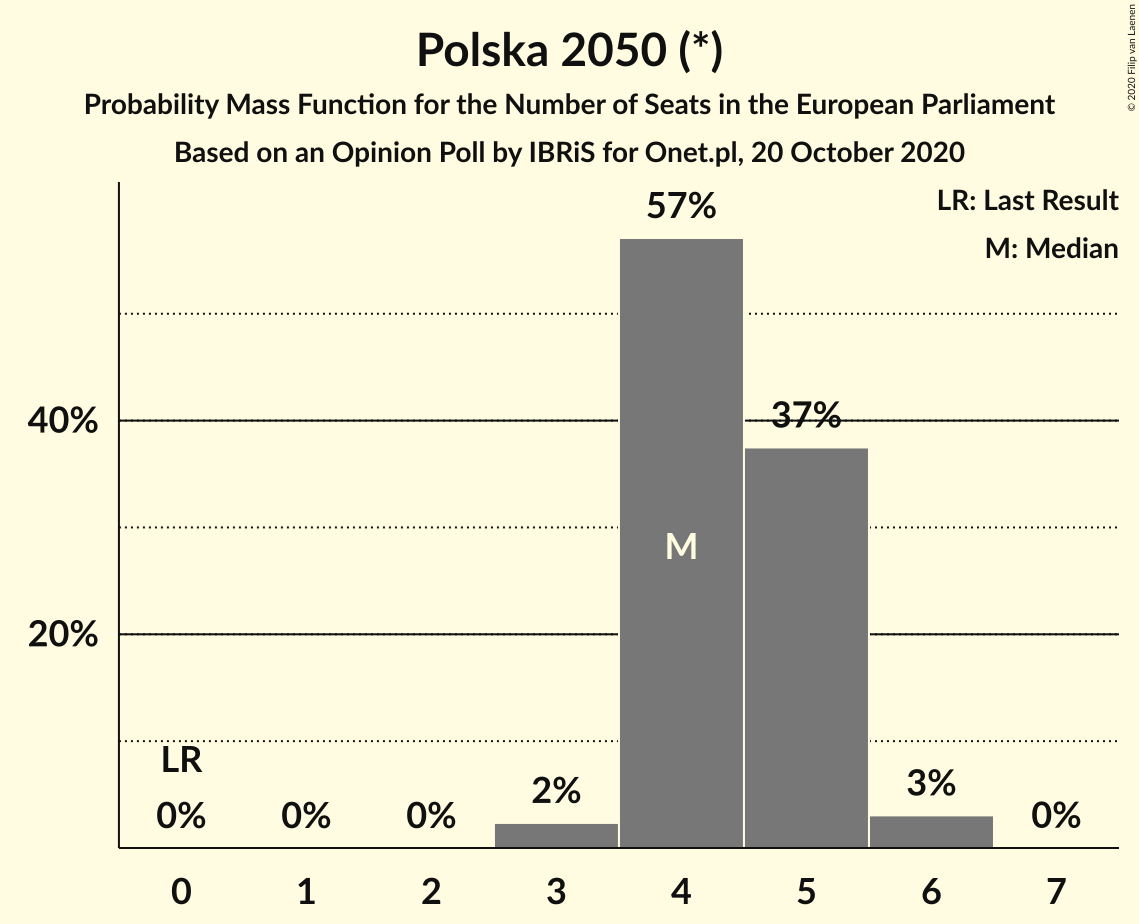 Polska 2050 (*)
Probability Mass Function for the Number of Seats in the European Parliament
Based on an Opinion Poll by IBRiS for Onet.pl, 20 October 2020
© 2020 Filip van Laenen
LR: Last Result
M: Median
57%
40%
37%
M
20%
LR
0%
0%
0%
2%
3%
0%
0 1 2 3 4 5 6 7